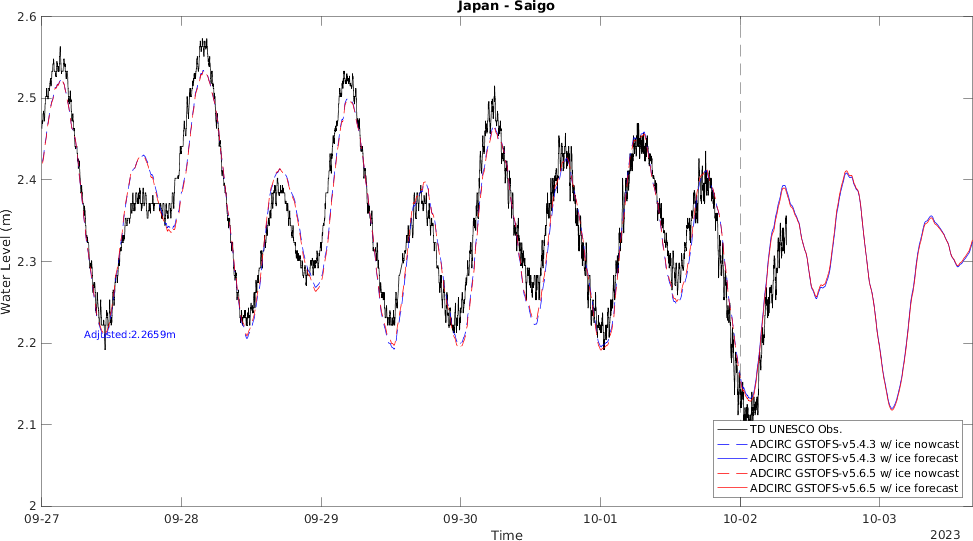 Japan - Saigo
2.6
2.5
2.4
2.3
2.2
2.1
2
Water Level (m)
Adjusted:2.2659m
TD UNESCO Obs.
ADCIRC GSTOFS-v5.4.3 w/ ice nowcast
ADCIRC GSTOFS-v5.4.3 w/ ice forecast
ADCIRC GSTOFS-v5.6.5 w/ ice nowcast
ADCIRC GSTOFS-v5.6.5 w/ ice forecast
09-27 09-28 09-29 09-30 10-01 10-02 10-03
Time
2023